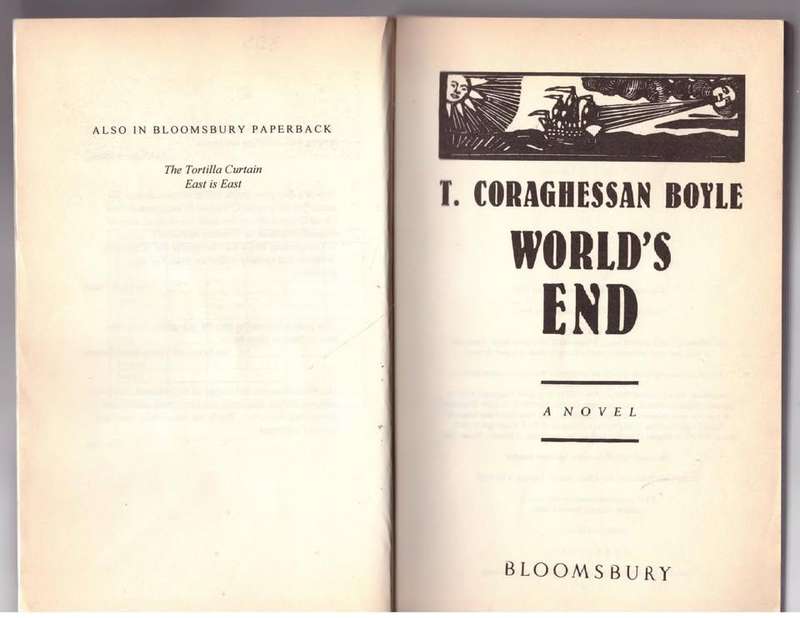 ALSO IN BLOOMSBURY PAPERBACK
The Tortilla Curtain
East is East
T. CORAGHESSAN BOYLE
WORLD'S
END
A NOVEL
BLOOMSBURY